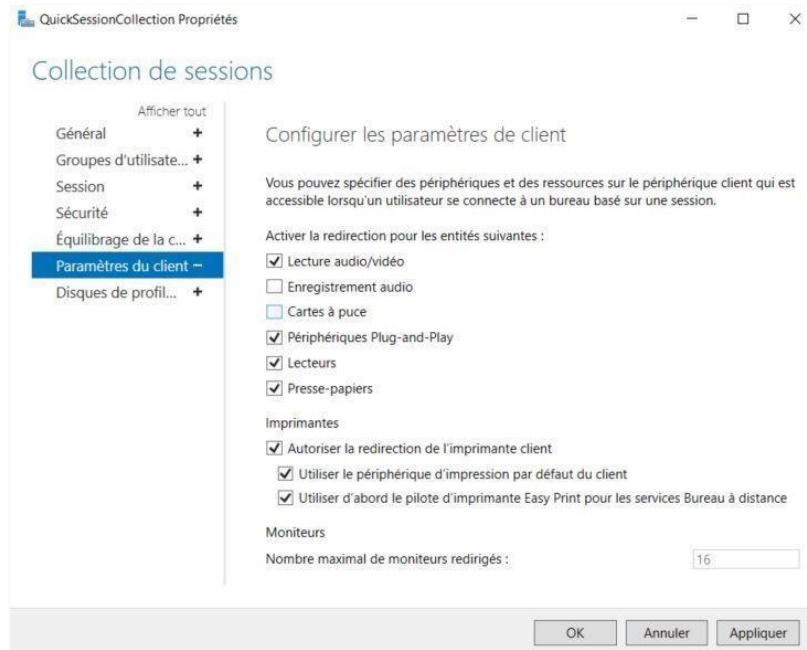 QuickSessionCollection Propriétés
Collection de sessions
Afficher tout
Général +
Groupes d'utilisate... +
Session +
Sécurité +
Équilibrage de la c... +
Paramètres du client –
Disques de profil... +
Configurer les paramètres de client
Vous pouvez spécifier des périphériques et des ressources sur le périphérique client qui est
accessible lorsqu'un utilisateur se connecte à un bureau basé sur une session.
Activer la redirection pour les entités suivantes :
Lecture audio/vidéo
Enregistrement audio
Cartes à puce
Périphériques Plug-and-Play
Lecteurs
Presse-papiers
Imprimantes
Autoriser la redirection de l'imprimante client
Utiliser le périphérique d'impression par défaut du client
Utiliser d'abord le pilote d'imprimante Easy Print pour les services Bureau à distance
Moniteurs
Nombre maximal de moniteurs redirigés : 16
OK Annuler Appliquer